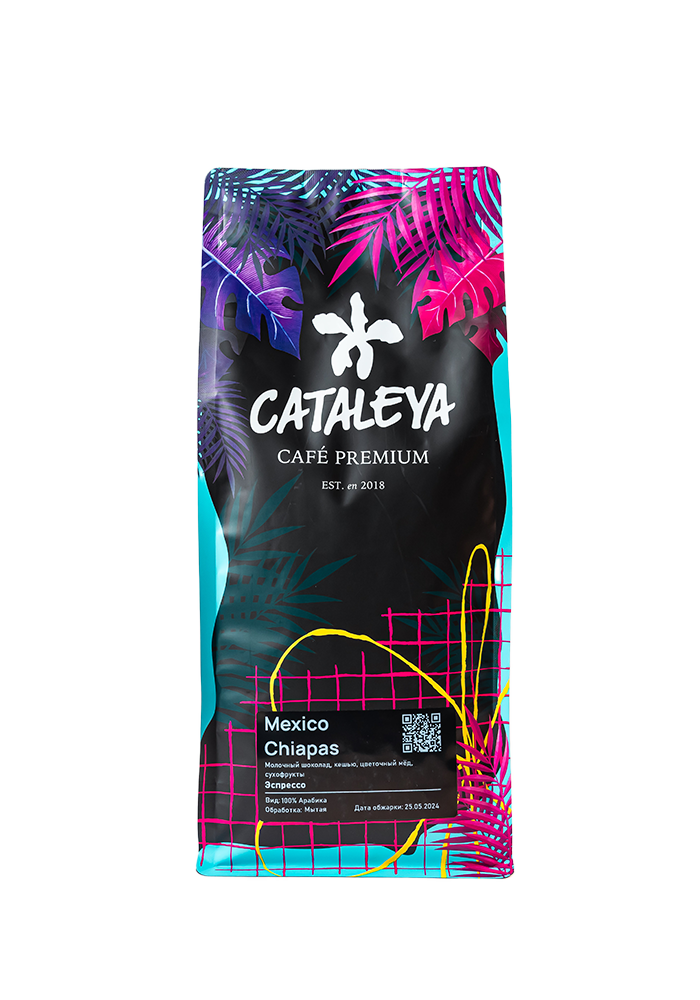 CATALEYA
CAFÉ PREMIUM
EST. en 2018
Mexico
Chiapas
Молочный шоколад, кешью, цветочный мёд,
сухофрукты
Эспрессо
Вид: 100% Арабика
Обработка: Мытая
Дата обжарки: 25.05.2024